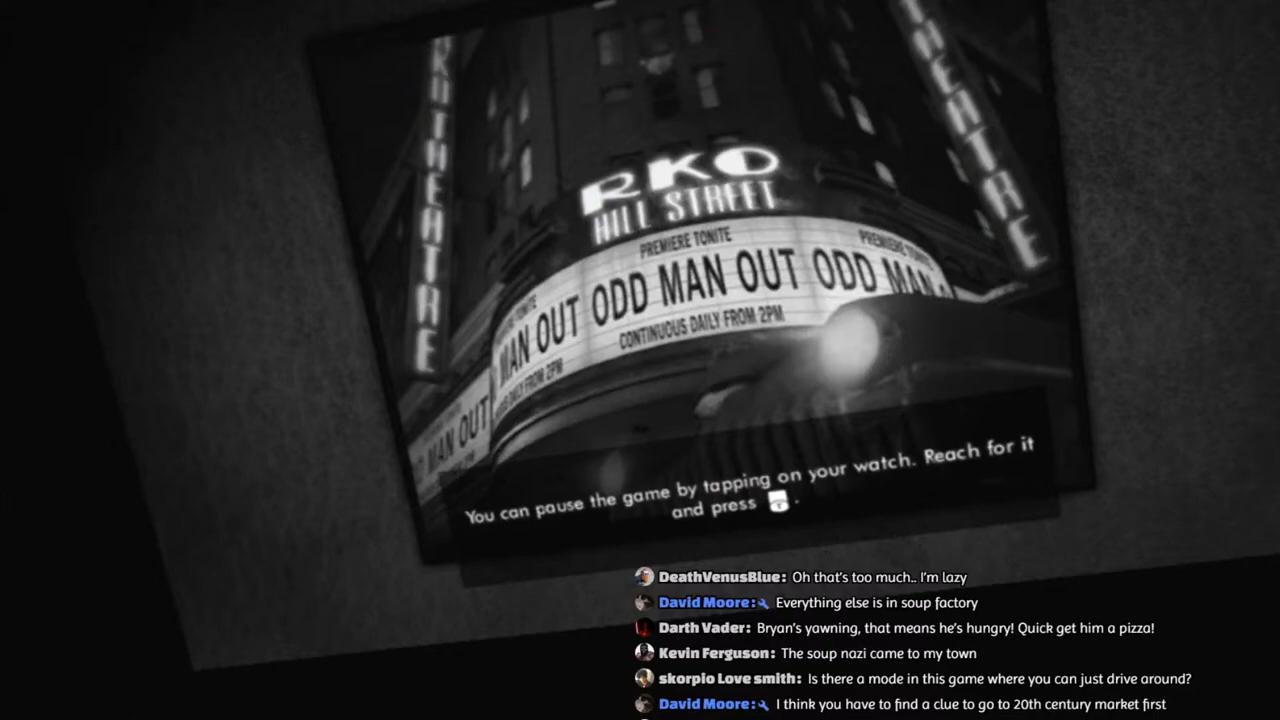 THEATRE
THEATRE
RKO
HILL STREET
PREMIERE TONITE
PREMIERE TONITE
MAN OUT ODD MAN OUT ODD MAN
CONTINUOUS DAILY FROM 2PM
DAILY FROM 2PM
MAN OUT
You can pause the game by tapping on your watch. Reach for it
and press .
DeathVenusBlue: Oh that's too much.. I'm lazy
David Moore: Everything else is in soup factory
Darth Vader: Bryan's yawning, that means he's hungry! Quick get him a pizza!
Kevin Ferguson: The soup nazi came to my town
skorpio Love smith: Is there a mode in this game where you can just drive around?
David Moore: I think you have to find a clue to go to 20th century market first